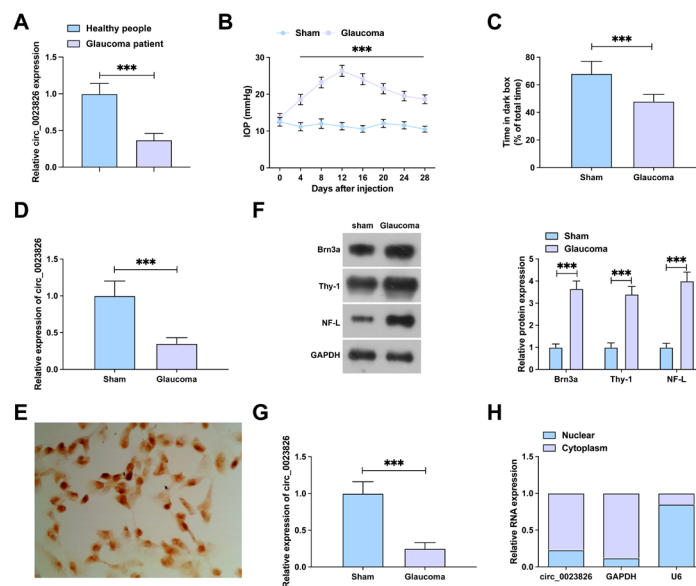 A
Healthy people
Glaucoma patient
Relative circ_0023826 expression
1.5
1.0
0.5
0.0
***
B
Sham
Glaucoma
***
IOP (mmHg)
30
20
10
0
0 4 8 12 16 20 24 28
Days after injection
C
Time in dark box
(% of total time)
100
80
60
40
20
0
***
Sham Glaucoma
D
Relative expression of circ_0023826
1.5
1.0
0.5
0.0
***
Sham Glaucoma
F
sham Glaucoma
Brn3a
Thy-1
NF-L
GAPDH
Sham
Glaucoma
Relative protein expression
8
6
4
2
1
0
*** *** ***
Brn3a Thy-1 NF-L
E
G
Relative expression of circ_0023826
1.5
1.0
0.5
0.0
***
Sham Glaucoma
H
Nuclear
Cytoplasm
Relative RNA expression
1.5
1.0
0.5
0.0
circ_0023826 GAPDH U6